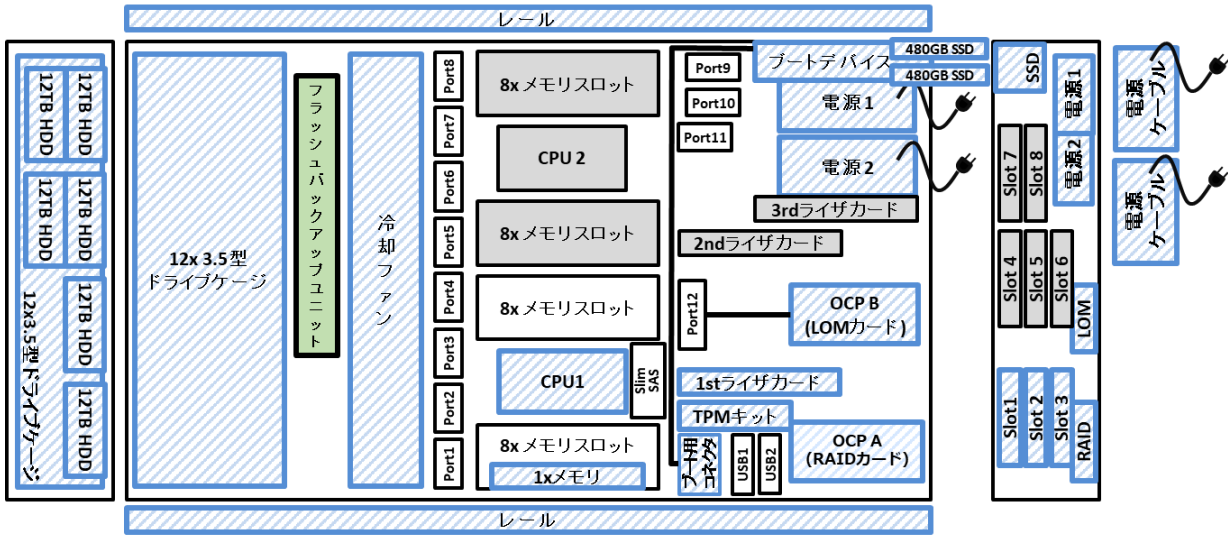 レール
12TB HDD
12TB HDD
12TB HDD
12TB HDD
12TB HDD
12TB HDD
12x3.5型ドライブケージ
12x 3.5型
ドライブケージ
フラッシュバックアップユニット
冷却ファン
Port8
Port7
Port6
Port5
Port4
Port3
Port2
Port1
8x メモリスロット
CPU 2
8x メモリスロット
8x メモリスロット
CPU1
Slim
SAS
8x メモリスロット
1xメモリ
Port9
Port10
Port11
Port12
ブートデバイス
480GB SSD
480GB SSD
電源1
電源2
3rdライザカード
2ndライザカード
OCP B
(LOMカード)
1stライザカード
TPMキット
ブート用
コネクタ
USB1
USB2
OCP A
(RAIDカード)
SSD
電源1
電源2
Slot 7
Slot 8
Slot 4
Slot 5
Slot 6
LOM
Slot1
Slot 2
Slot 3
RAID
電源
ケーブル
電源
ケーブル
レール